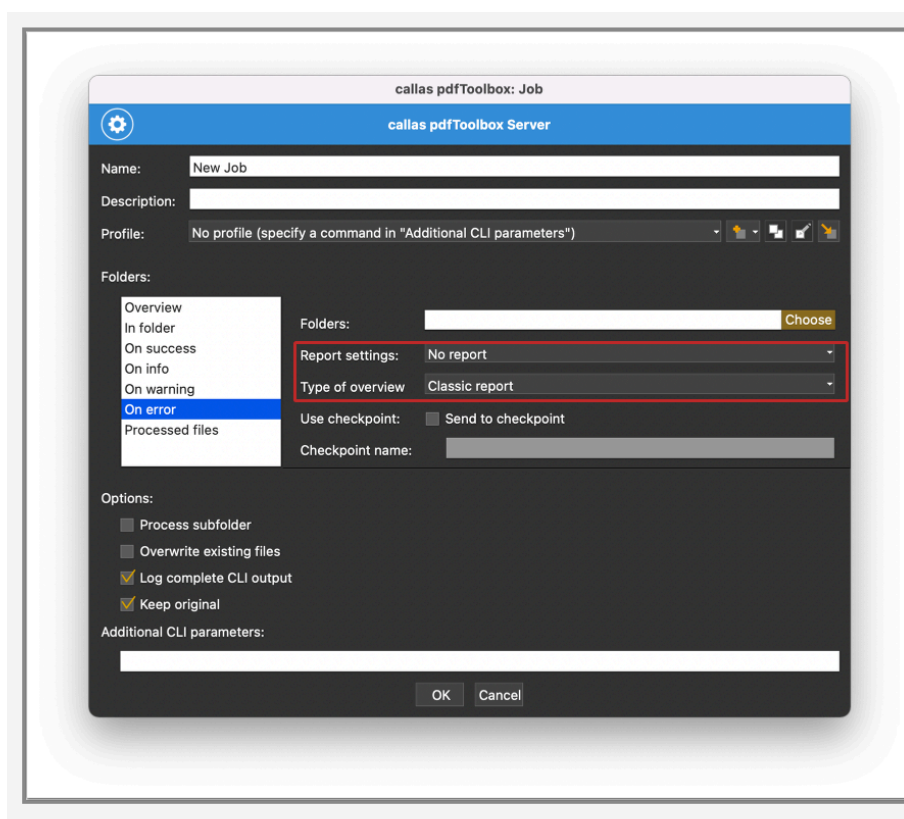 callas pdfToolbox: Job
callas pdfToolbox Server
Name: New Job
Description:
Profile: No profile (specify a command in "Additional CLI parameters")
Folders:
Overview
In folder
On success
On info
On warning
On error
Processed files
Folders: Choose
Report settings: No report
Type of overview Classic report
Use checkpoint: Send to checkpoint
Checkpoint name:
Options:
Process subfolder
Overwrite existing files
Log complete CLI output
Keep original
Additional CLI parameters:
OK Cancel